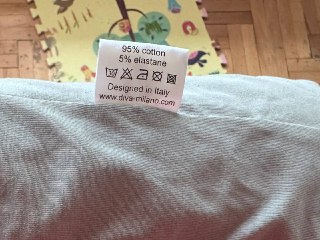 95% cotton
5% elastane
Designed in Italy
www.diva-milano.com